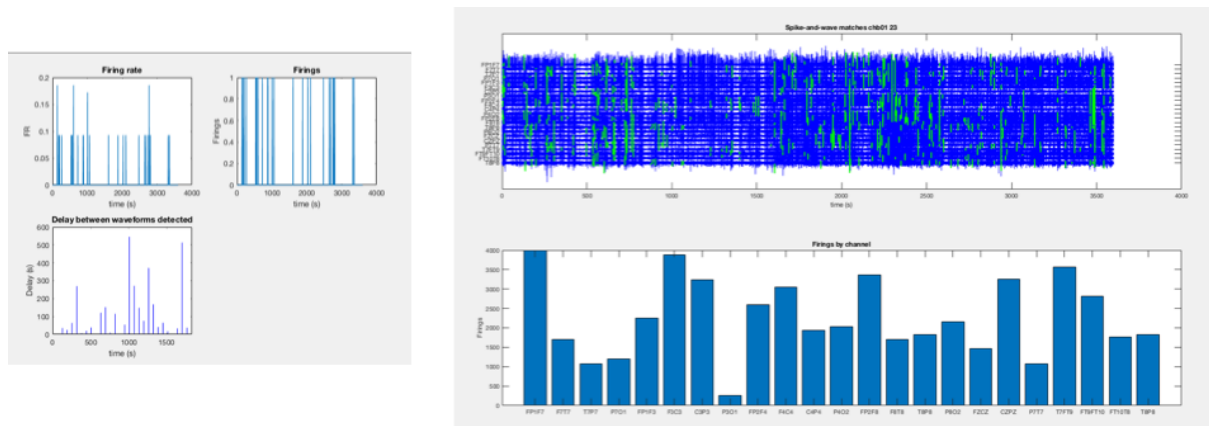 Firing rate
FR
0.2
0.15
0.1
0.05
0
0 1000 2000 3000 4000
time (s)
Firings
Firings
1
0.8
0.6
0.4
0.2
0
0 1000 2000 3000 4000
time (s)
Delay between waveforms detected
Delay (s)
600
500
400
300
200
100
0
0 500 1000 1500
time (s)
Spike-and-wave matches chb01 23
FP1F7
0 500 1000 1500 2000 2500 3000 3500 4000
time (s)
Firings by channel
Firings
4000
3500
3000
2500
2000
1500
1000
500
0
FP1F7 F7T7 T7P7 P7O1 FP1F3 F3C3 C3P3 P3O1 FP2F4 F4C4 C4P4 P4O2 FP2F8 F8T8 T8P8 P8O2 FZCZ CZPZ P7T7 T7FT9 FT9FT10 FT10T8 T8P8